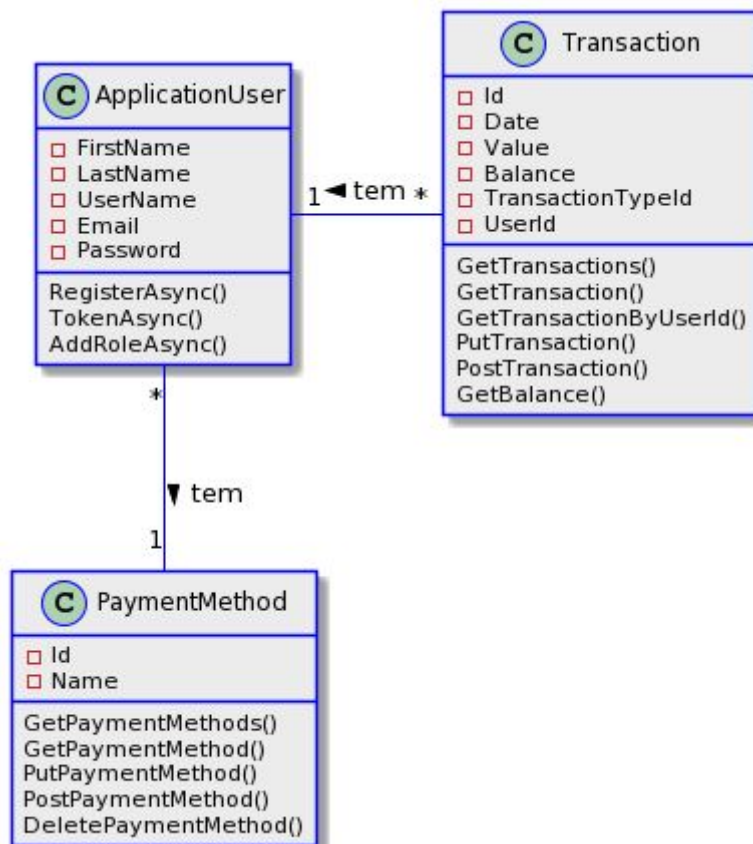 C ApplicationUser
FirstName
LastName
UserName
Email
Password
RegisterAsync()
TokenAsync()
AddRoleAsync()
1 tem *
C Transaction
Id
Date
Value
Balance
TransactionTypeId
UserId
GetTransactions()
GetTransaction()
GetTransactionByUserId()
PutTransaction()
PostTransaction()
GetBalance()
*
tem
1
C PaymentMethod
Id
Name
GetPaymentMethods()
GetPaymentMethod()
PutPaymentMethod()
PostPaymentMethod()
DeletePaymentMethod()